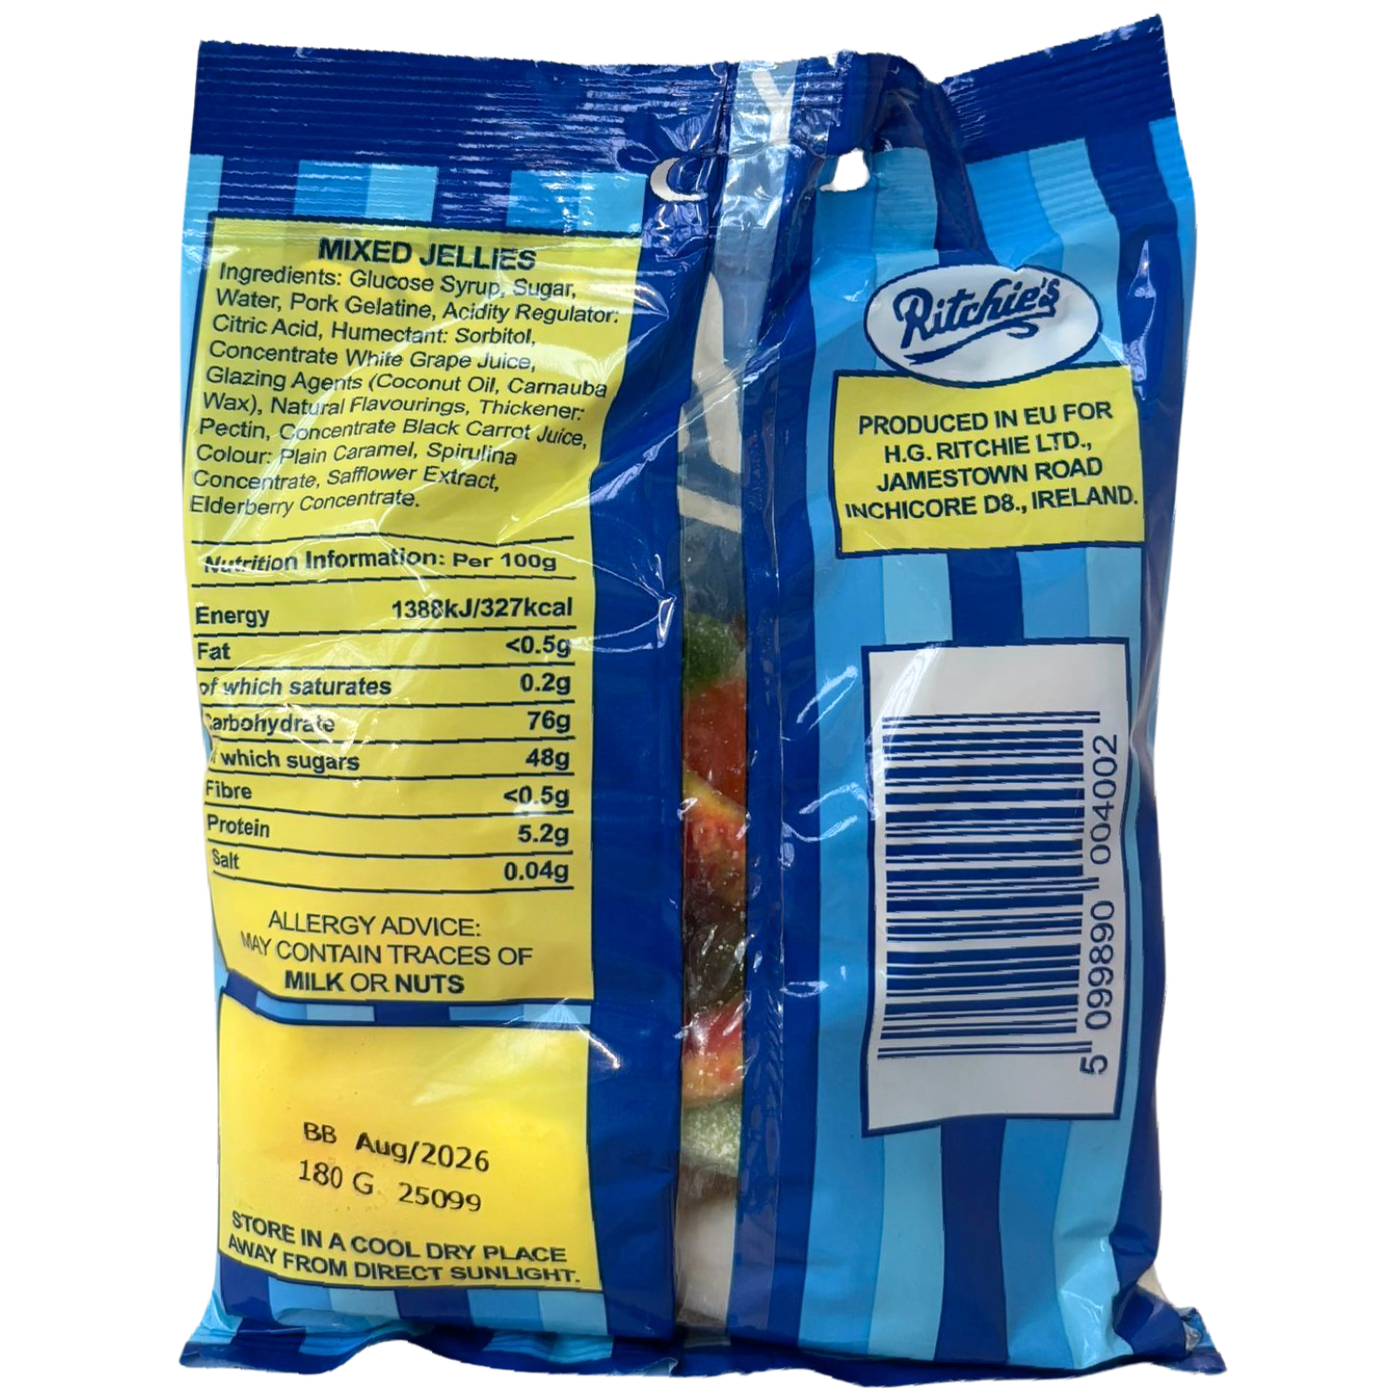 MIXED JELLIES
Ingredients: Glucose Syrup, Sugar,
Water, Pork Gelatine, Acidity Regulator:
Citric Acid, Humectant: Sorbitol,
Concentrate White Grape Juice,
Glazing Agents (Coconut Oil, Carnauba
Wax), Natural Flavourings, Thickener:
Pectin, Concentrate Black Carrot Juice,
Colour: Plain Caramel, Spirulina
Concentrate, Safflower Extract,
Elderberry Concentrate.
Nutrition Information: Per 100g
Energy 1388kJ/327kcal
Fat <0.5g
of which saturates 0.2g
Carbohydrate 76g
of which sugars 48g
Fibre <0.5g
Protein 5.2g
Salt 0.04g
ALLERGY ADVICE:
MAY CONTAIN TRACES OF
MILK OR NUTS
BB Aug/2026
180 G 25099
STORE IN A COOL DRY PLACE
AWAY FROM DIRECT SUNLIGHT.
Ritchie's
PRODUCED IN EU FOR
H.G. RITCHIE LTD.,
JAMESTOWN ROAD
INCHICORE D8., IRELAND.
5 099890 004002